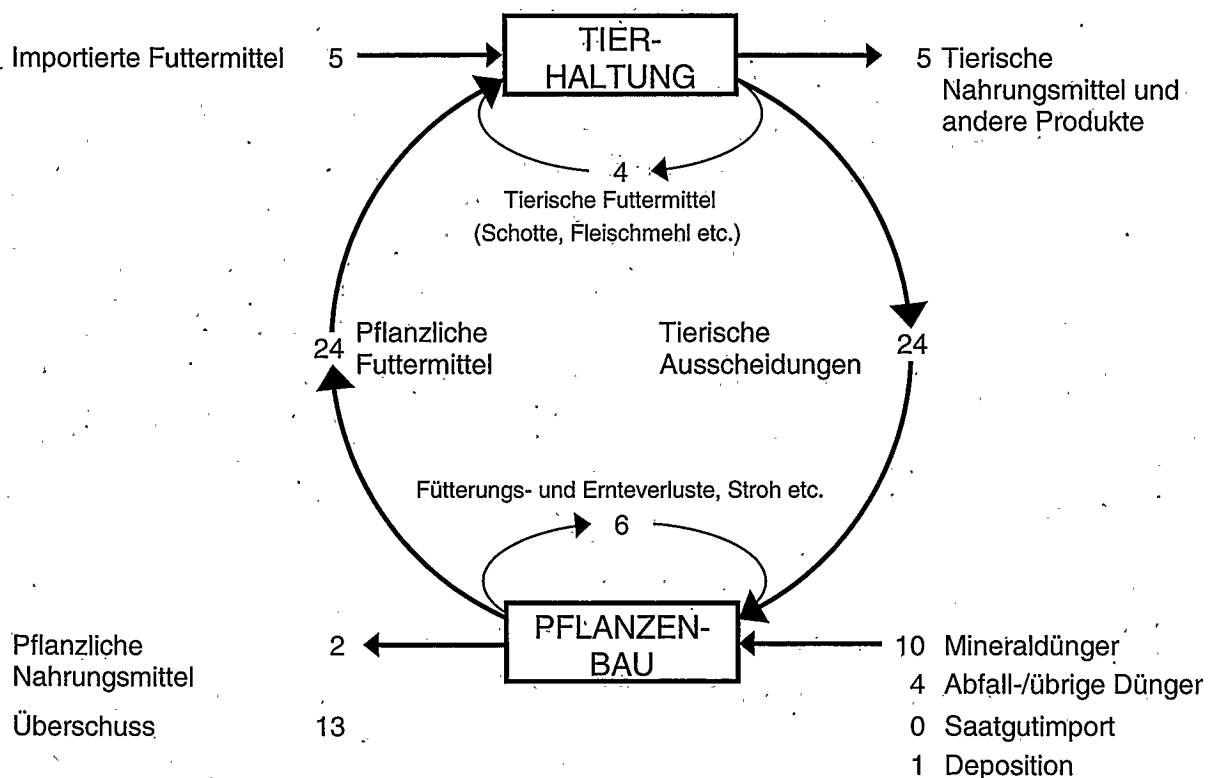 Importierte Futtermittel 5
TIER-
HALTUNG
5 Tierische
Nahrungsmittel und
andere Produkte
4
Tierische Futtermittel
(Schotte, Fleischmehl etc.)
24 Pflanzliche
Futtermittel
Tierische
Ausscheidungen
24
Fütterungs- und Ernteverluste, Stroh etc.
6
Pflanzliche
Nahrungsmittel
2
PFLANZEN-
BAU
10 Mineraldünger
4 Abfall-/übrige Dünger
Überschuss 13
0 Saatgutimport
1 Deposition